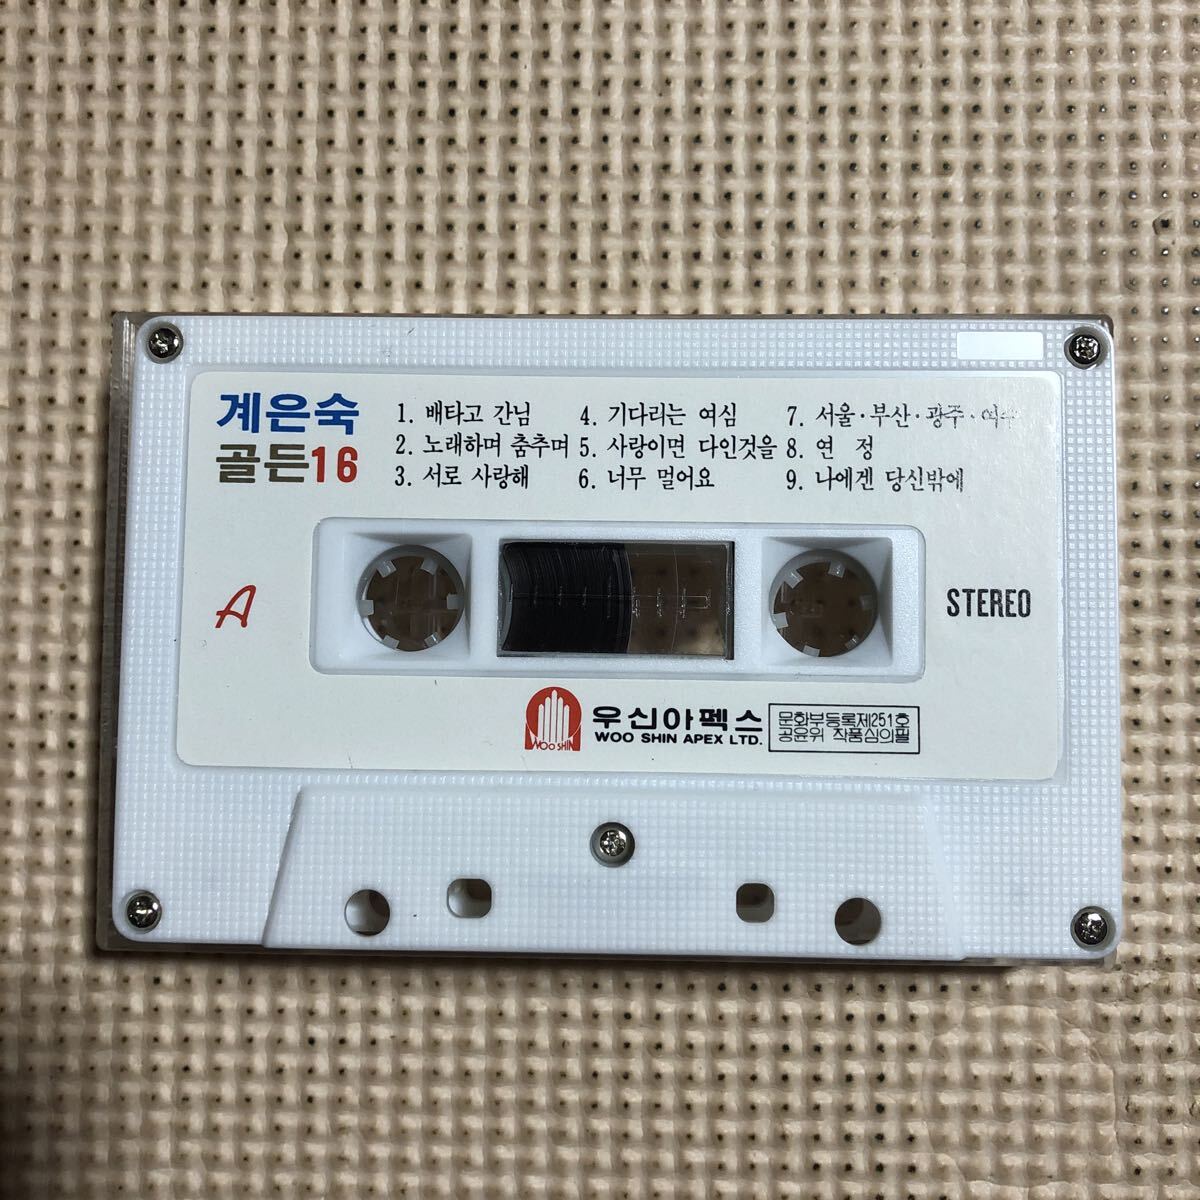 계은숙
골든16
1. 배타고 간님
2. 노래하며 춤추며
3. 서로 사랑해
4. 기다리는 여심
5. 사랑이면 다인것을
6. 너무 멀어요
7. 서울·부산·광주·
8. 연 정
9. 나에겐 당신밖에
A
STEREO
WOO SHIN
우신아펙스
WOO SHIN APEX LTD.
문화부등록제251호
공윤위 작품심의필